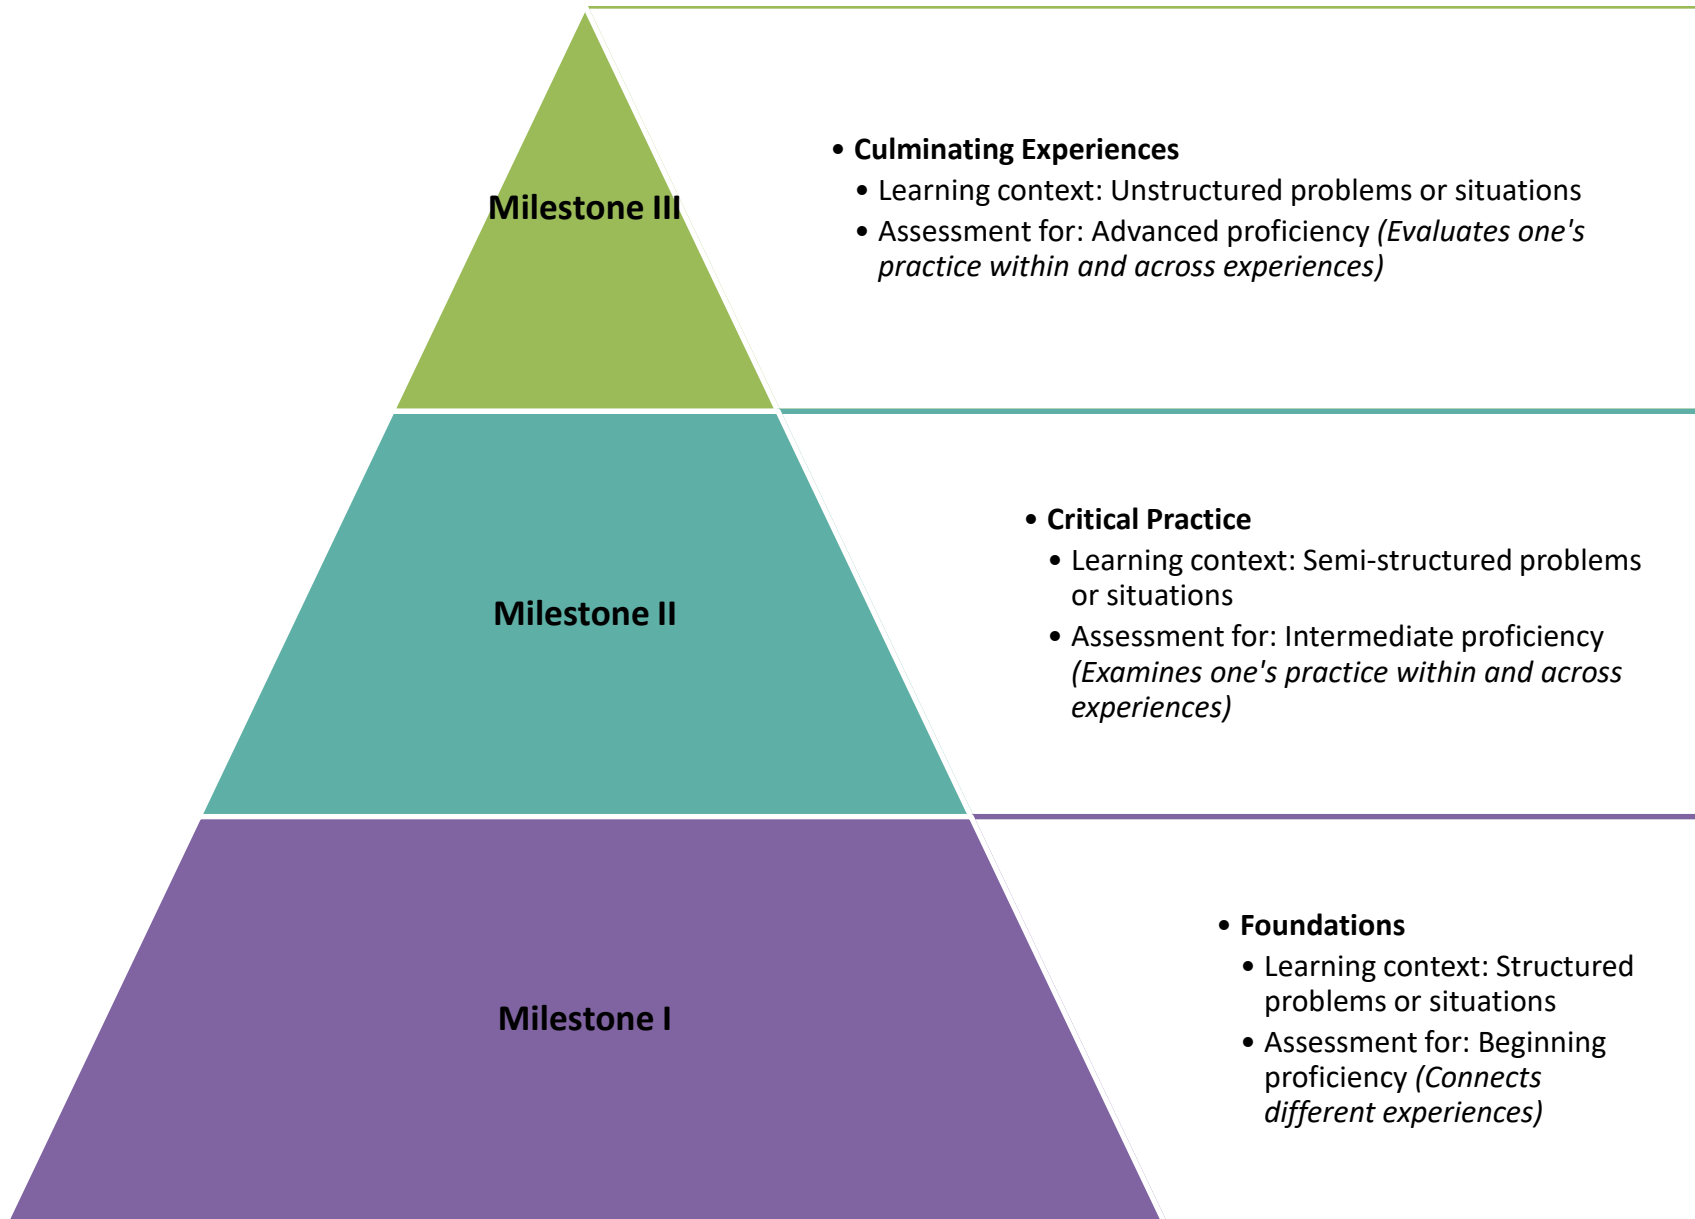 Milestone III
• Culminating Experiences
• Learning context: Unstructured problems or situations
• Assessment for: Advanced proficiency (Evaluates one's
practice within and across experiences)
Milestone II
• Critical Practice
• Learning context: Semi-structured problems
or situations
• Assessment for: Intermediate proficiency
(Examines one's practice within and across
experiences)
Milestone I
• Foundations
• Learning context: Structured
problems or situations
• Assessment for: Beginning
proficiency (Connects
different experiences)